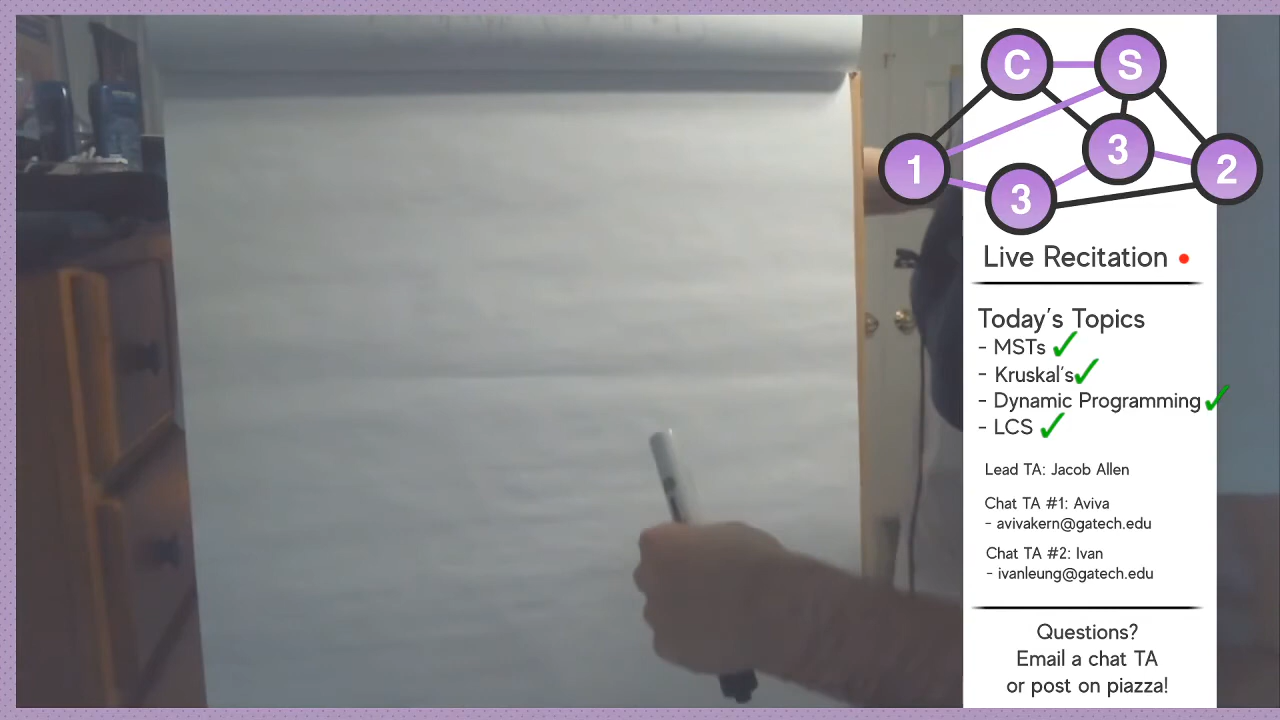 C S
1 3 3 2
Live Recitation
Today's Topics
- MSTs ✓
- Kruskal's ✓
- Dynamic Programming ✓
- LCS ✓
Lead TA: Jacob Allen
Chat TA #1: Aviva
- avivakern@gatech.edu
Chat TA #2: Ivan
- ivanleung@gatech.edu
Questions?
Email a chat TA
or post on piazza!